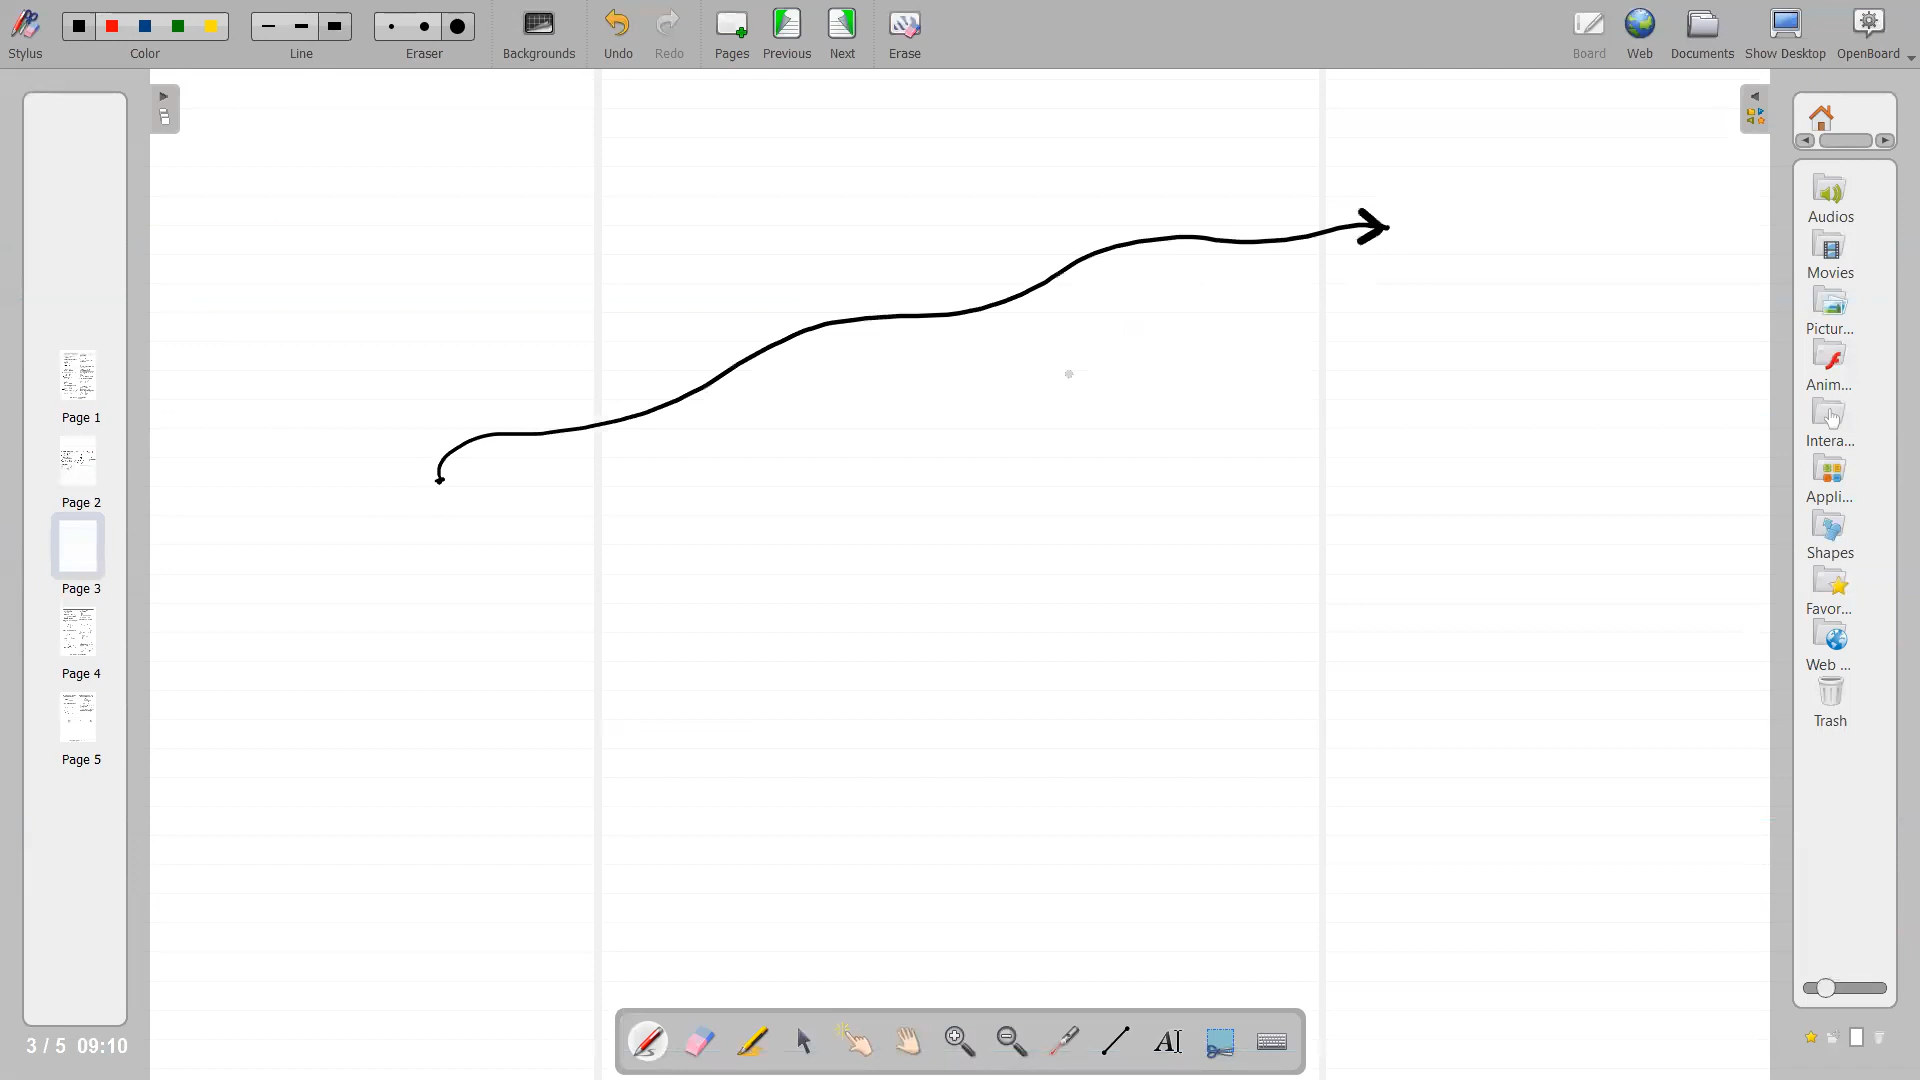 Stylus
Color
Line
Eraser
Backgrounds
Undo
Redo
Pages
Previous
Next
Erase
Board
Web
Documents
Show Desktop
OpenBoard
Page 1
Page 2
Page 3
Page 4
Page 5
3 / 5 09:10
Audios
Movies
Pictur...
Anim...
Intera...
Appli...
Shapes
Favor...
Web ...
Trash